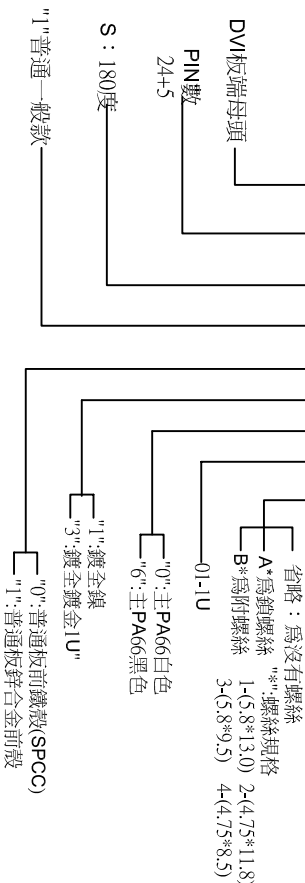 DVI板端母頭
PIN數
24+5
S：180度
"1"普通一般款
省略：爲沒有螺絲
A*爲鎖螺絲 "*":螺絲規格
B*爲附螺絲 1-(5.8*13.0) 2-(4.75*11.8)
3-(5.8*9.5) 4-(4.75*8.5)
01-1U
"0":主PA66白色
"6":主PA66黑色
"1":鍍全鎳
"3":鍍全鍍金1U"
"0":普通板前鐵殼(SPCC)
"1":普通板鋅合金前殼